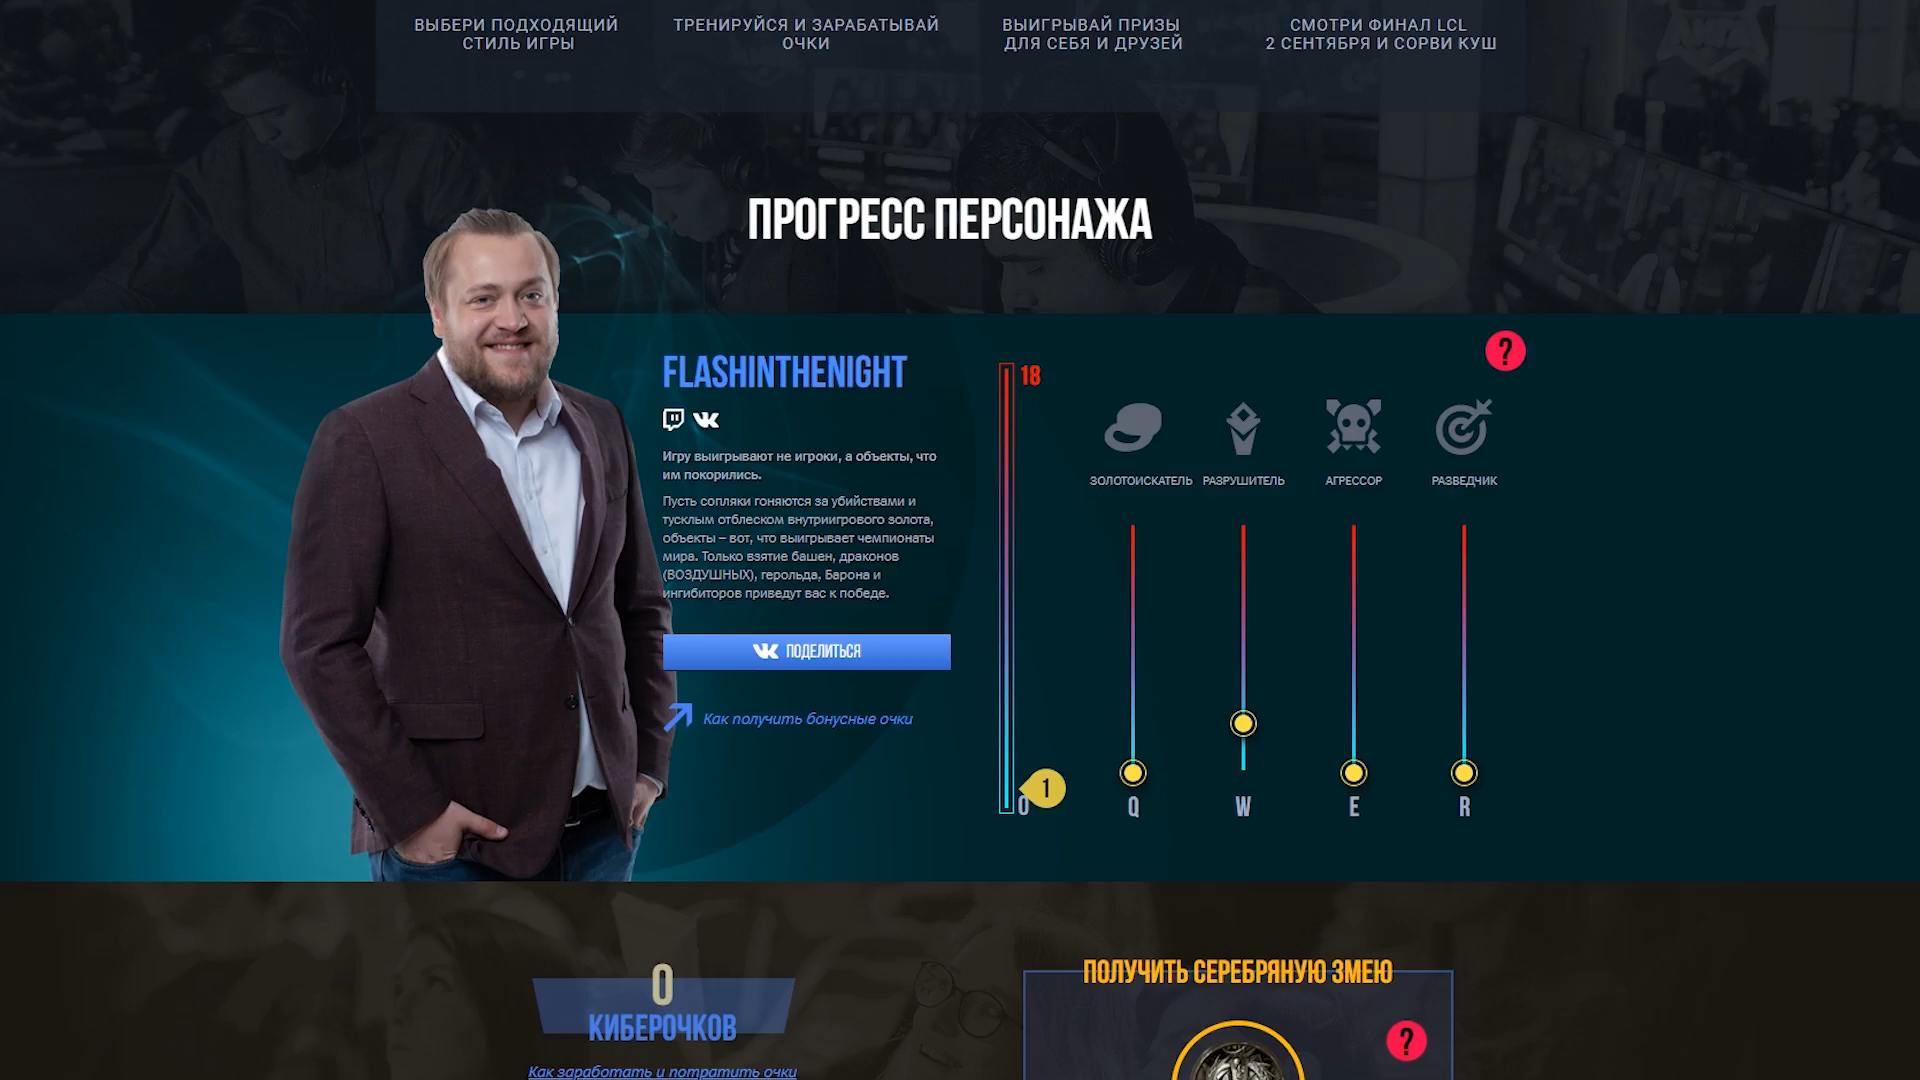 ВЫБЕРИ ПОДХОДЯЩИЙ
СТИЛЬ ИГРЫ
ТРЕНИРУЙСЯ И ЗАРАБАТЫВАЙ
ОЧКИ
ВЫИГРЫВАЙ ПРИЗЫ
ДЛЯ СЕБЯ И ДРУЗЕЙ
СМОТРИ ФИНАЛ LCL
2 СЕНТЯБРЯ И СОРВИ КУШ
ПРОГРЕСС ПЕРСОНАЖА
FLASHINTHENIGHT
Игру выигрывают не игроки, а объекты, что
им покорились.
Пусть сопляки гоняются за убийствами и
тусклым отблеском внутриигрового золота,
объекты – вот, что выигрывает чемпионаты
мира. Только взятие башен, драконов
(ВОЗДУШНЫХ), герольда, Барона и
ингибиторов приведут вас к победе.
ПОДЕЛИТЬСЯ
Как получить бонусные очки
18
1
0
?
ЗОЛОТОИСКАТЕЛЬ
РАЗРУШИТЕЛЬ
АГРЕССОР
РАЗВЕДЧИК
Q
W
E
R
0
КИБЕРОЧКОВ
Как заработать и потратить очки
ПОЛУЧИТЬ СЕРЕБРЯНУЮ ЗМЕЮ
?